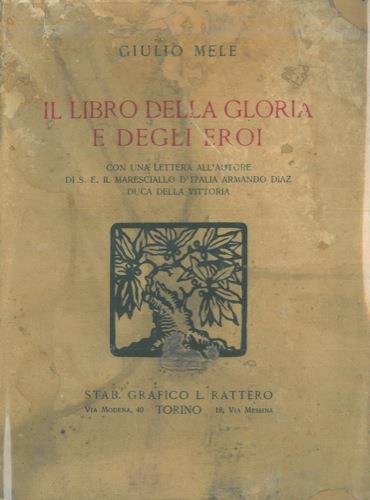 GIULIO MELE
IL LIBRO DELLA GLORIA
E DEGLI EROI
CON UNA LETTERA ALL'AUTORE
DI S. E. IL MARESCIALLO D'ITALIA ARMANDO DIAZ
DUCA DELLA VITTORIA
STAB. GRAFICO L. RATTERO
VIA MODENA, 40 TORINO 18, VIA MESSINA